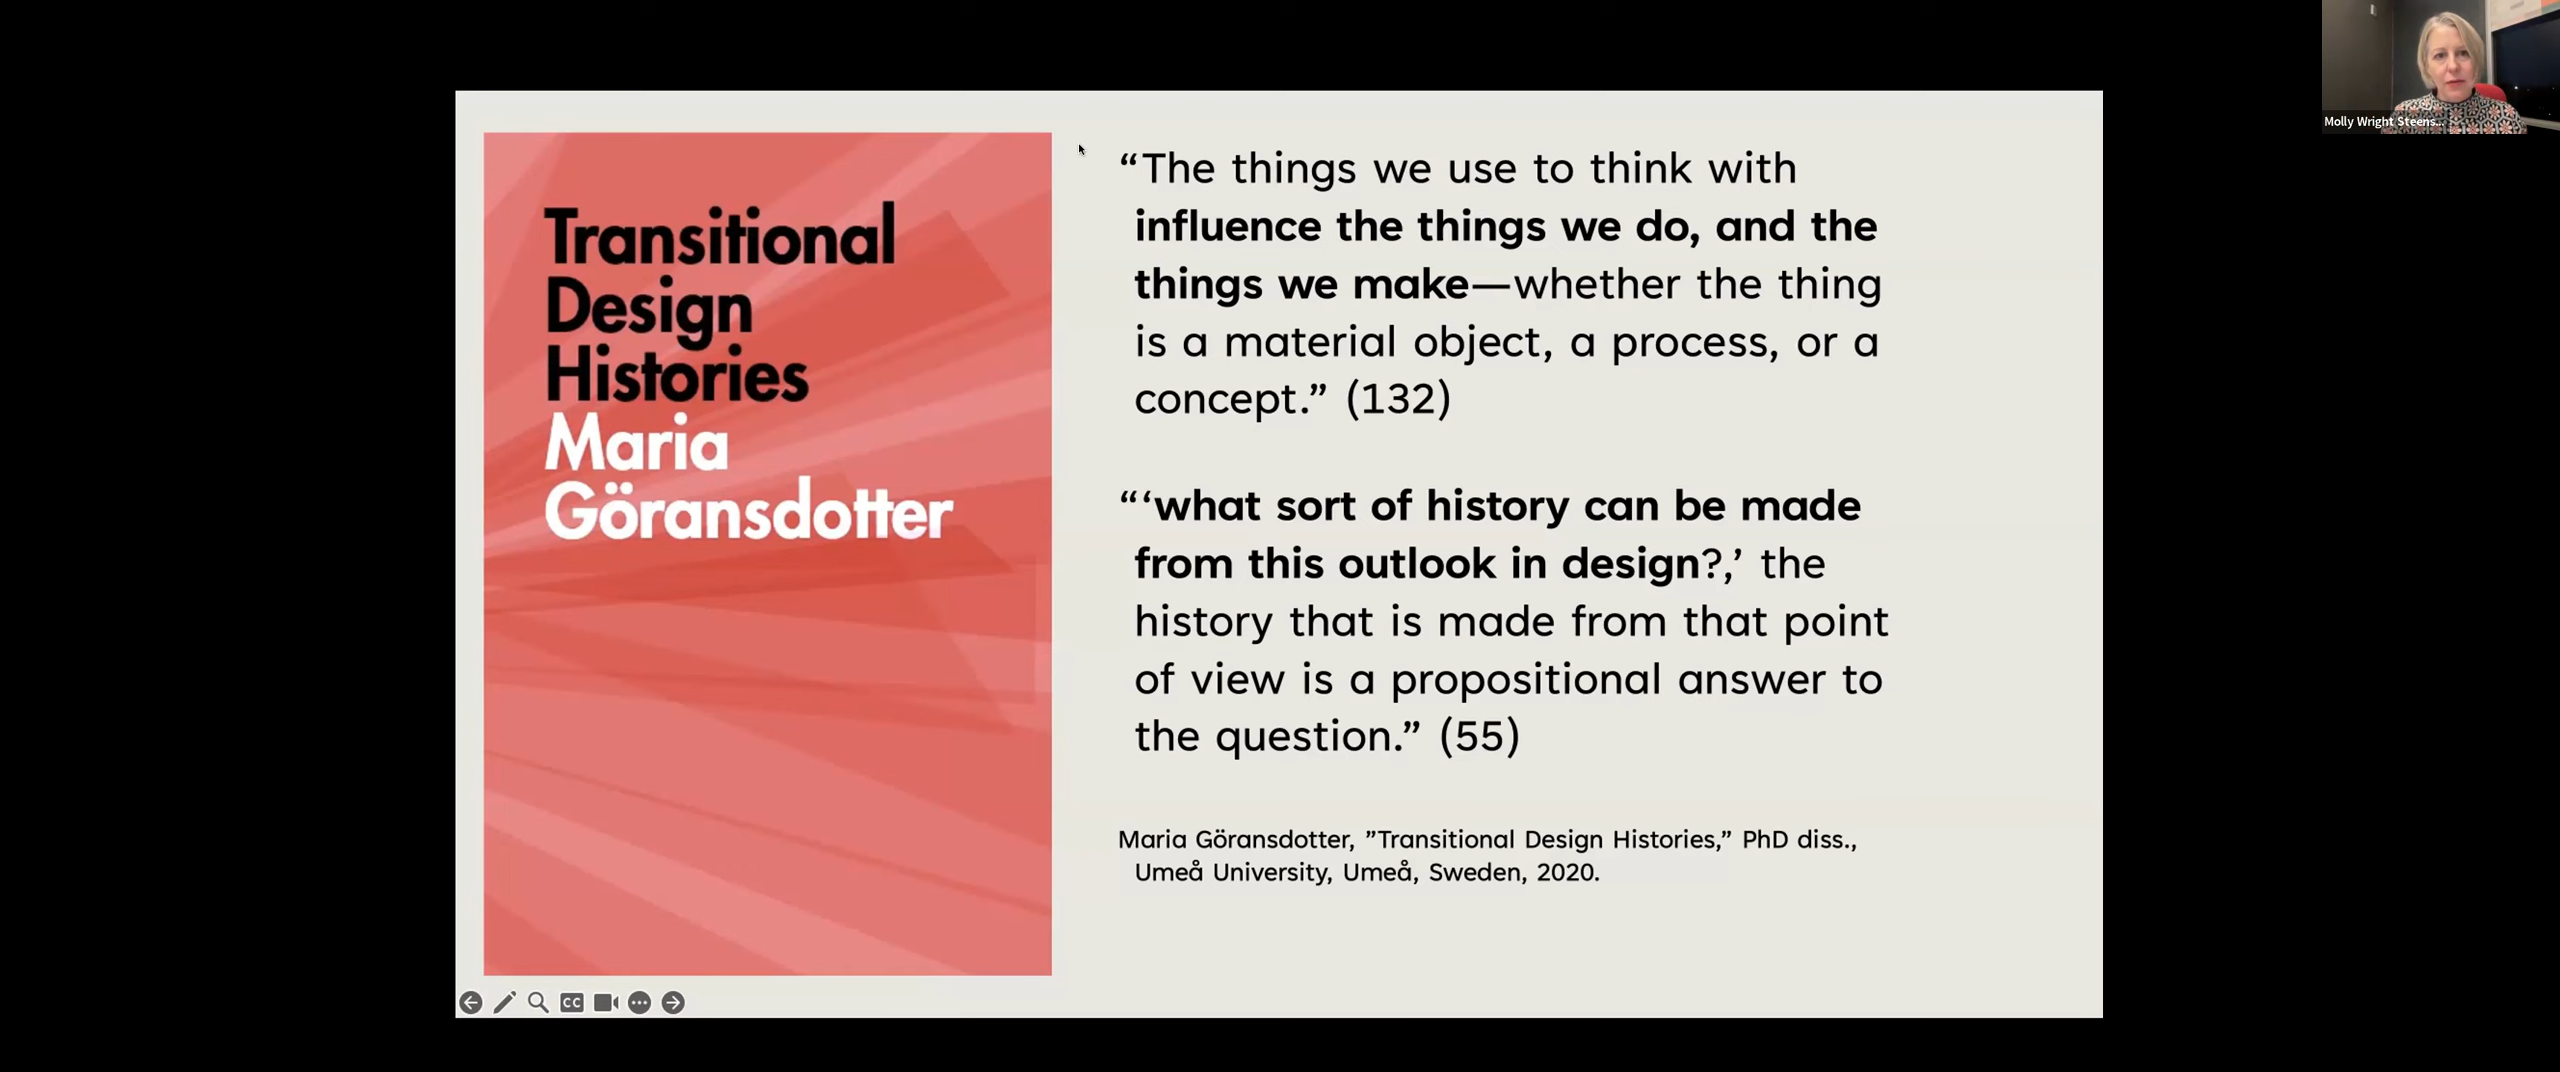 Transitional
Design
Histories
Maria
Göransdotter
“The things we use to think with
influence the things we do, and the
things we make—whether the thing
is a material object, a process, or a
concept.” (132)
“‘what sort of history can be made
from this outlook in design?,’ the
history that is made from that point
of view is a propositional answer to
the question.” (55)
Maria Göransdotter, ”Transitional Design Histories,” PhD diss.,
Umeå University, Umeå, Sweden, 2020.
CC
Molly Wright Steens...